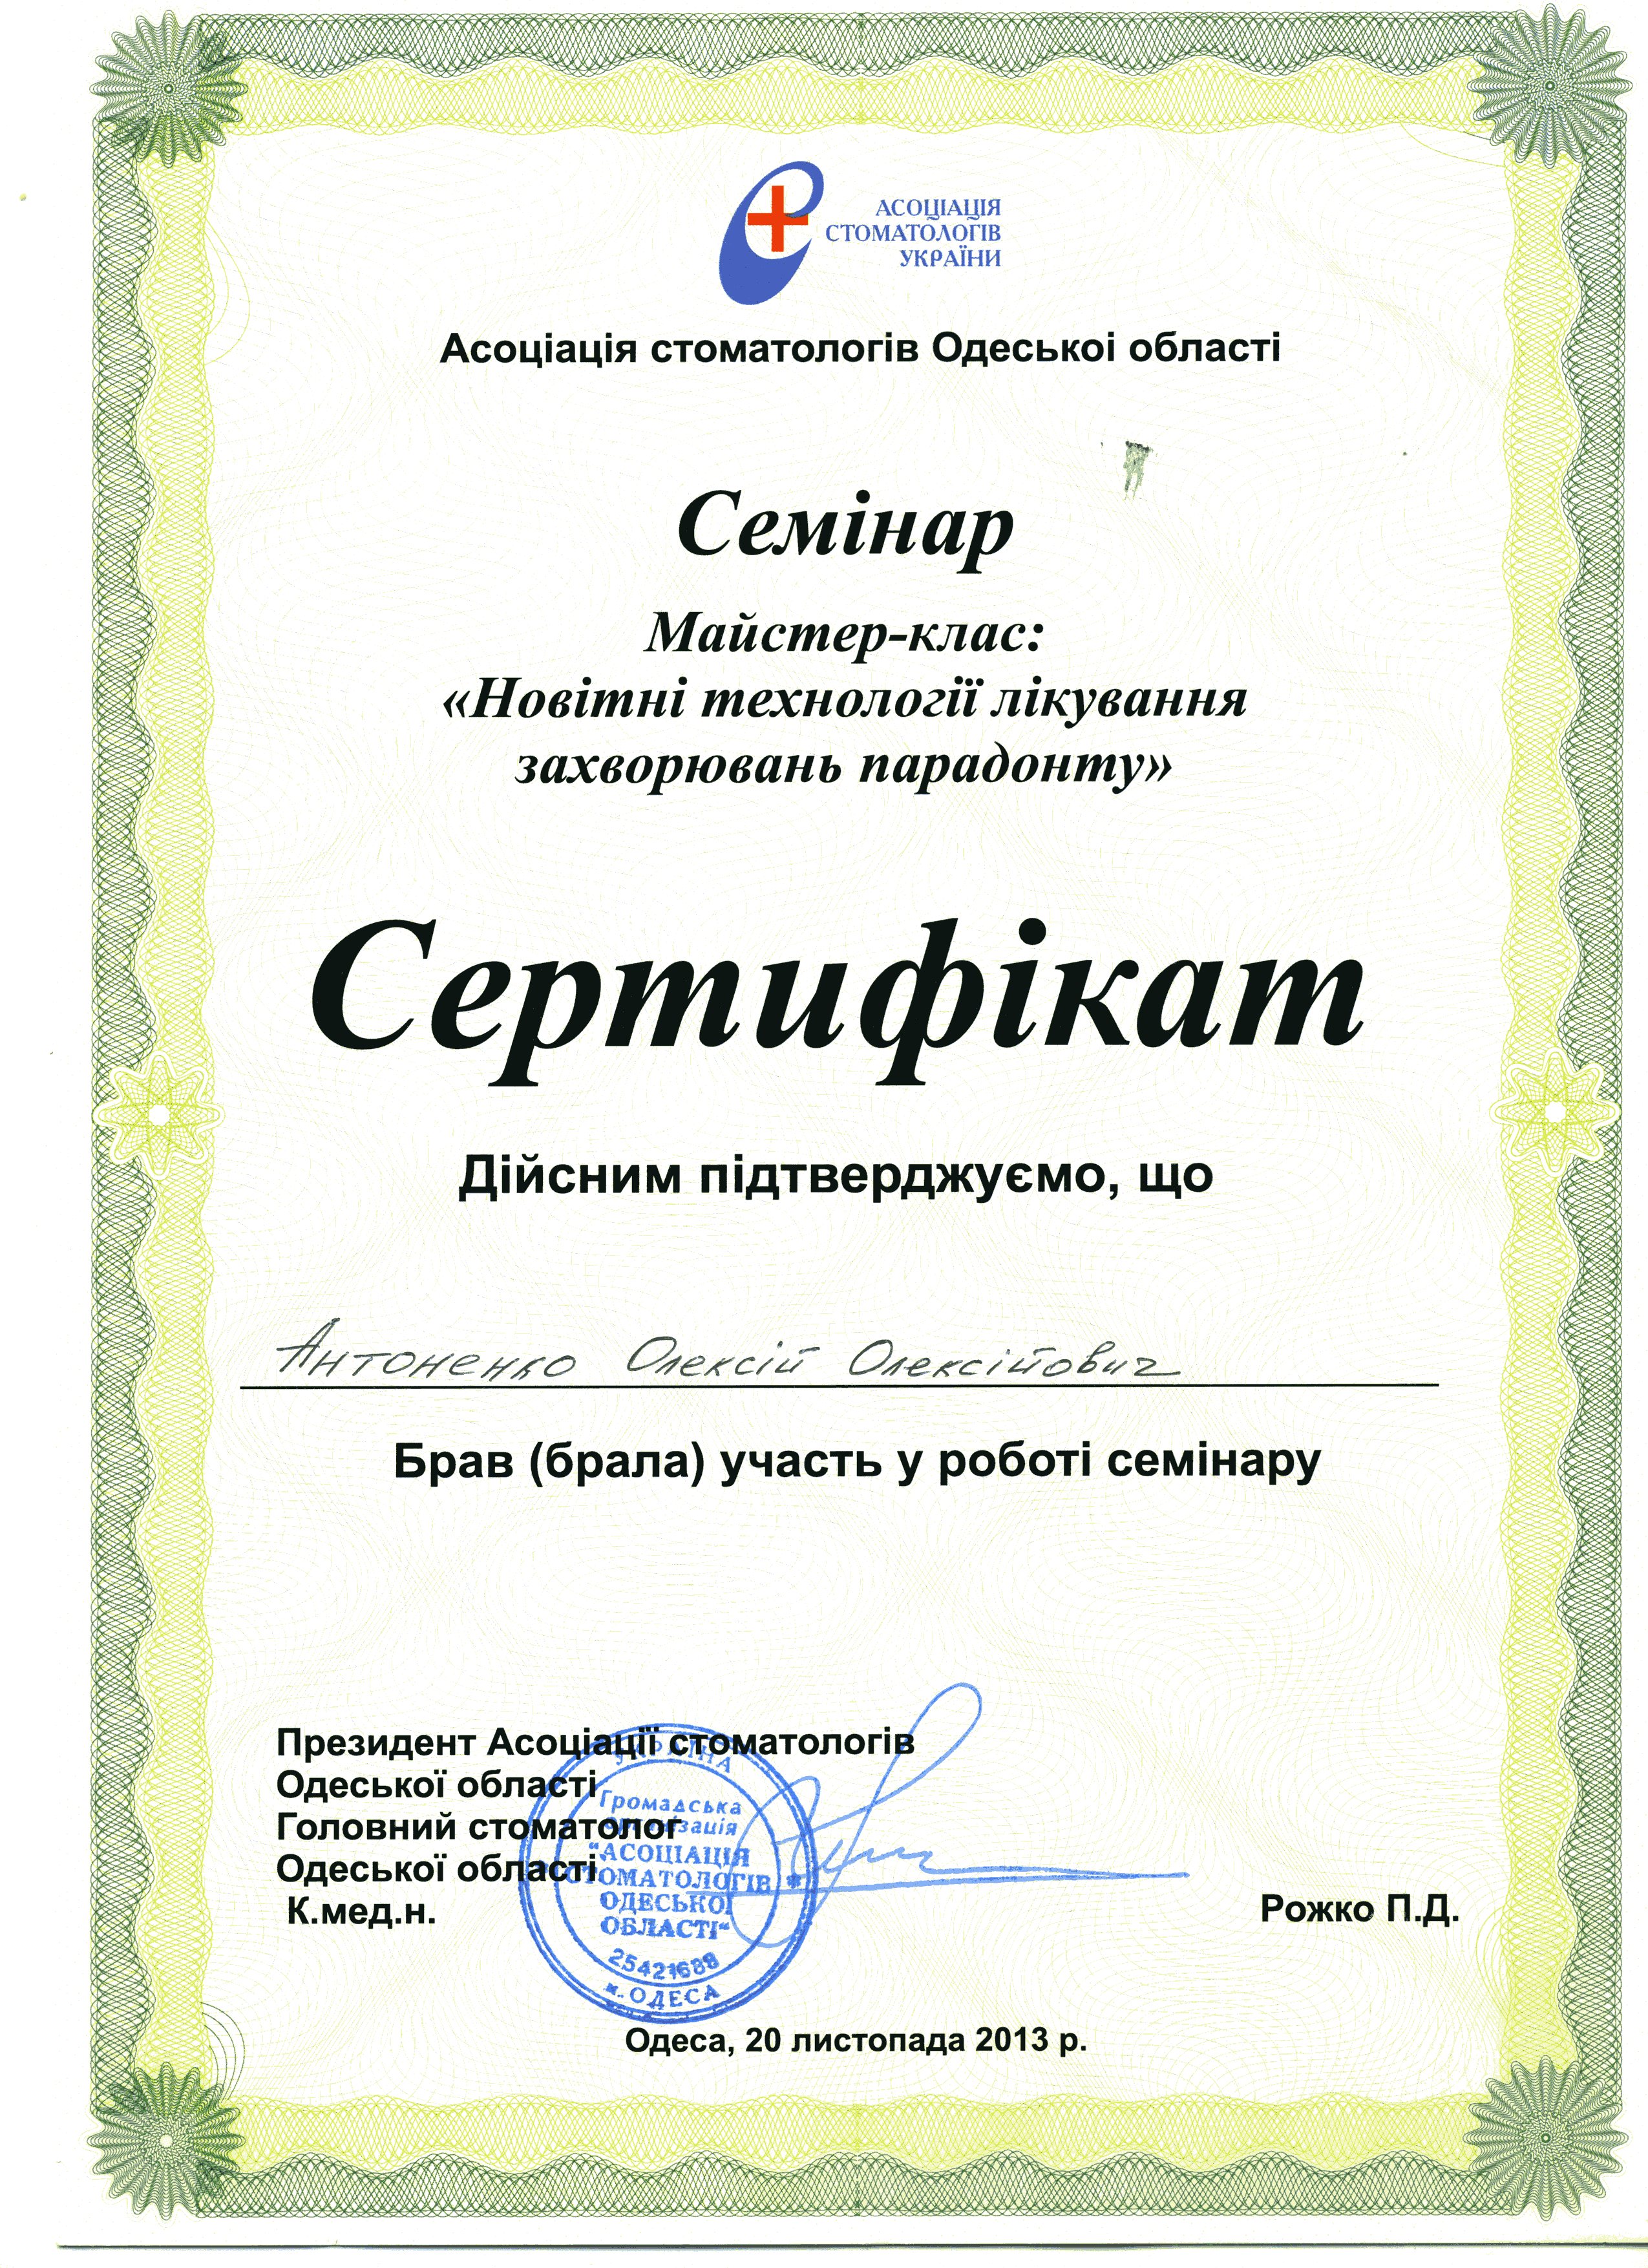 АСОЦІАЦІЯ
СТОМАТОЛОГІВ
УКРАЇНИ
Асоціація стоматологів Одеськоі області
Семінар
Майстер-клас:
«Новітні технології лікування
захворювань парадонту»
Сертифікат
Дійсним підтверджуємо, що
Антоненко Олексій Олексійович
Брав (брала) участь у роботі семінару
Президент Асоціації стоматологів
Одеської області
Головний стоматолог
Одеської області
К.мед.н.
Рожко П.Д.
УКРАЇНА
Громадська
організація
"АСОЦІАЦІЯ
СТОМАТОЛОГІВ
ОДЕСЬКОЇ
ОБЛАСТІ"
25421688
м. ОДЕСА
Одеса, 20 листопада 2013 р.